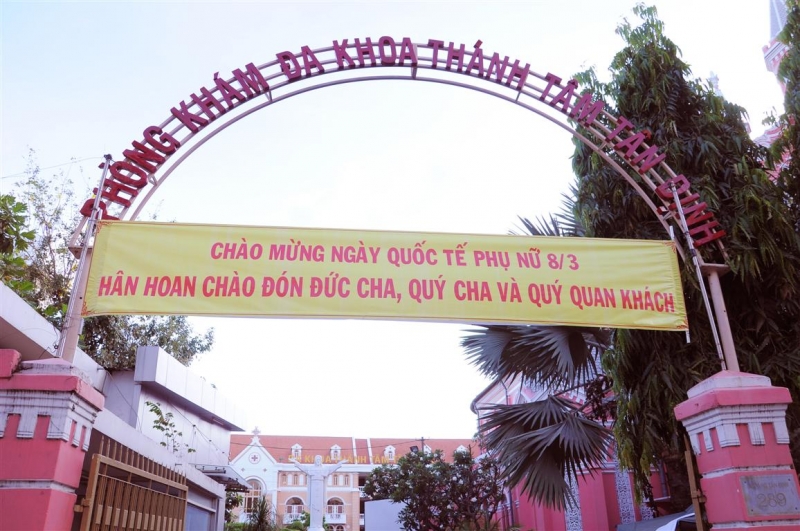 PHÒNG KHÁM ĐA KHOA THÁNH TÂM TÂN ĐỊNH
CHÀO MỪNG NGÀY QUỐC TẾ PHỤ NỮ 8/3
HÂN HOAN CHÀO ĐÓN ĐỨC CHA, QUÝ CHA VÀ QUÝ QUAN KHÁCH
289